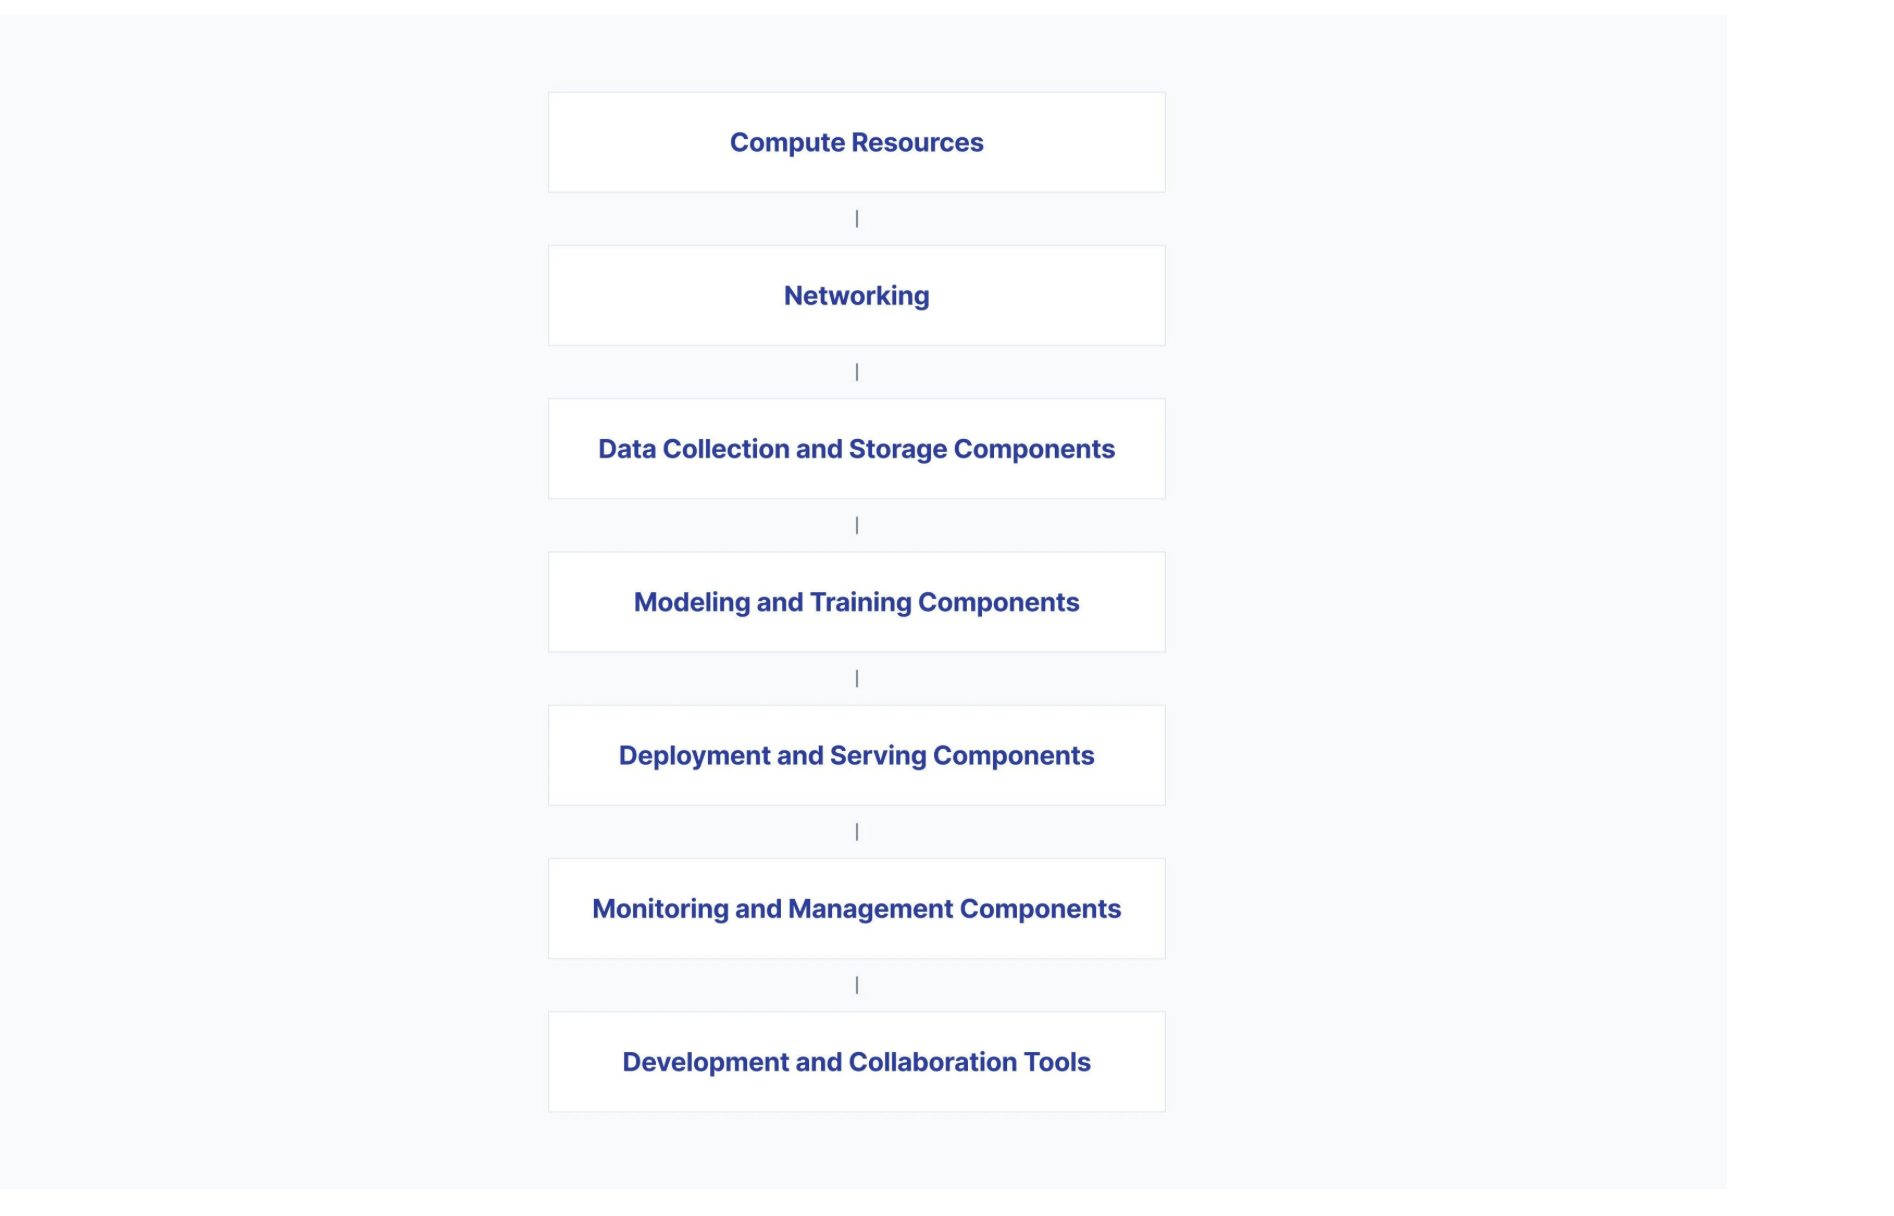 Compute Resources
Networking
Data Collection and Storage Components
Modeling and Training Components
Deployment and Serving Components
Monitoring and Management Components
Development and Collaboration Tools